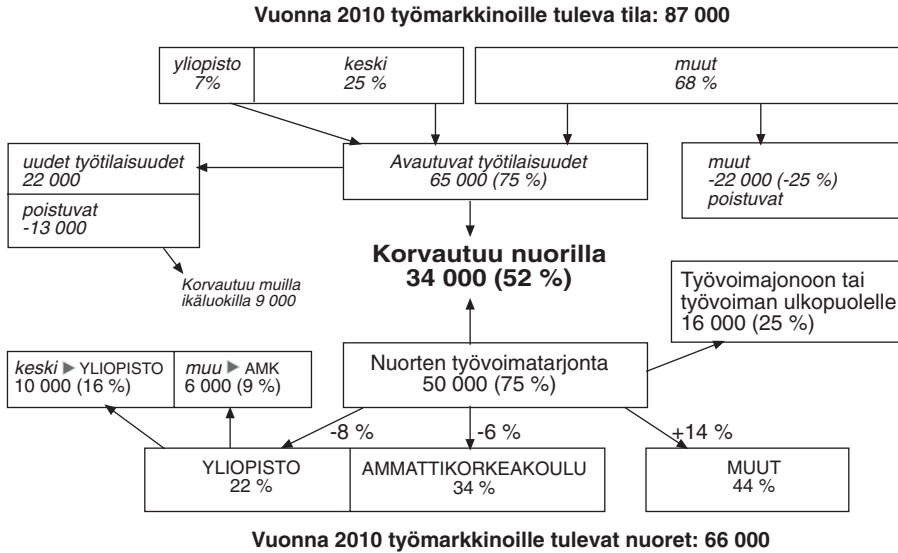 Vuonna 2010 työmarkkinoille tuleva tila: 87 000
yliopisto
7%
keski
25 %
muut
68 %
uudet työtilaisuudet
22 000
poistuvat
-13 000
Avautuvat työtilaisuudet
65 000 (75 %)
muut
-22 000 (-25 %)
poistuvat
Korvautuu nuorilla
34 000 (52 %)
Korvautuu muilla
ikäluokilla 9 000
Työvoimajonoon tai
työvoiman ulkopuolelle
16 000 (25 %)
keski ▶ YLIOPISTO
10 000 (16 %)
muu ▶ AMK
6 000 (9 %)
Nuorten työvoimatarjonta
50 000 (75 %)
-8 %
-6 %
+14 %
YLIOPISTO
22 %
AMMATTIKORKEAKOULU
34 %
MUUT
44 %
Vuonna 2010 työmarkkinoille tulevat nuoret: 66 000